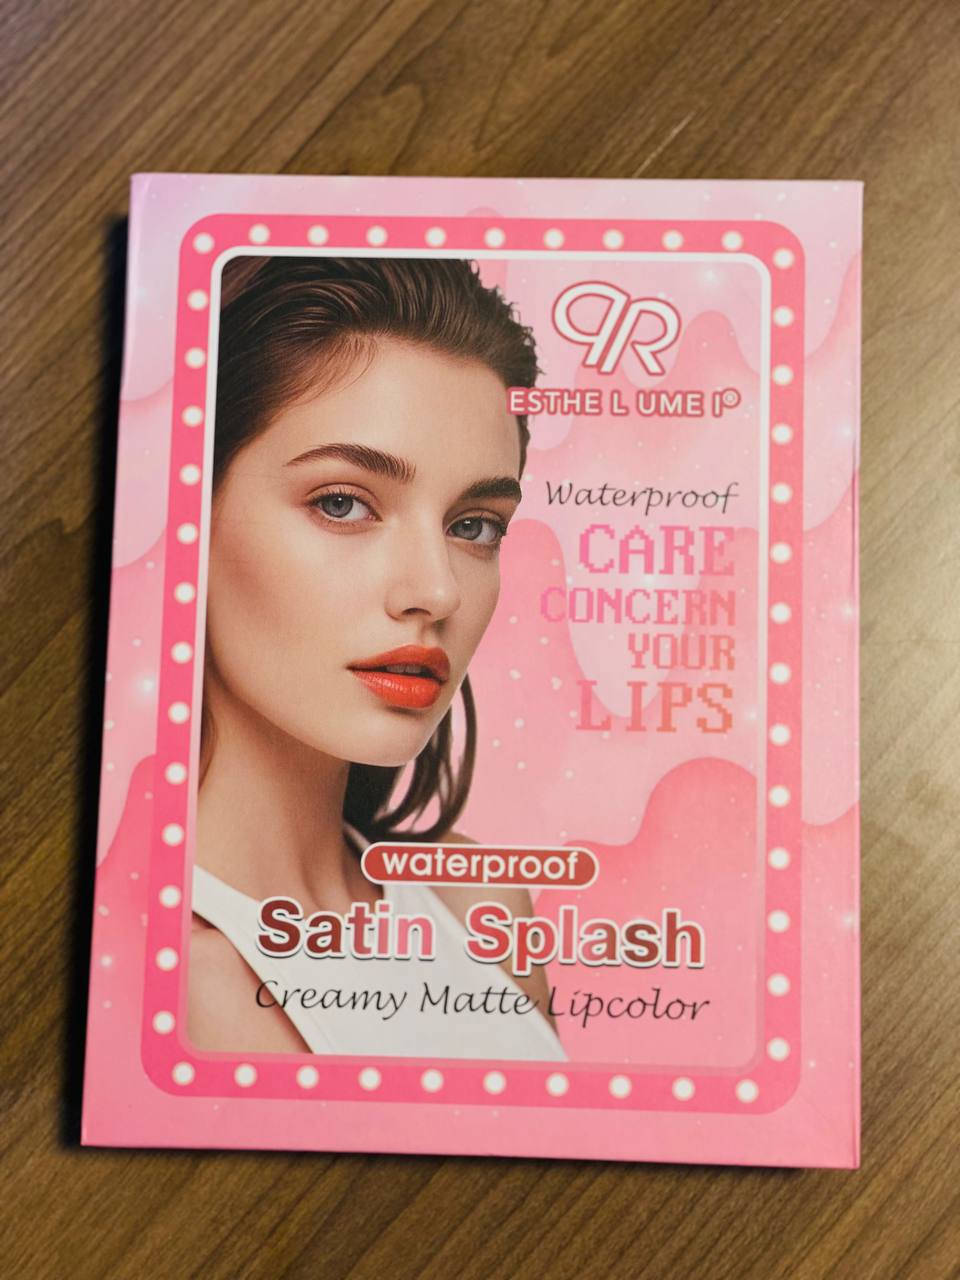 ESTHE L UME I®
Waterproof
CARE
CONCERN
YOUR
LIPS
waterproof
Satin Splash
Creamy Matte Lipcolor